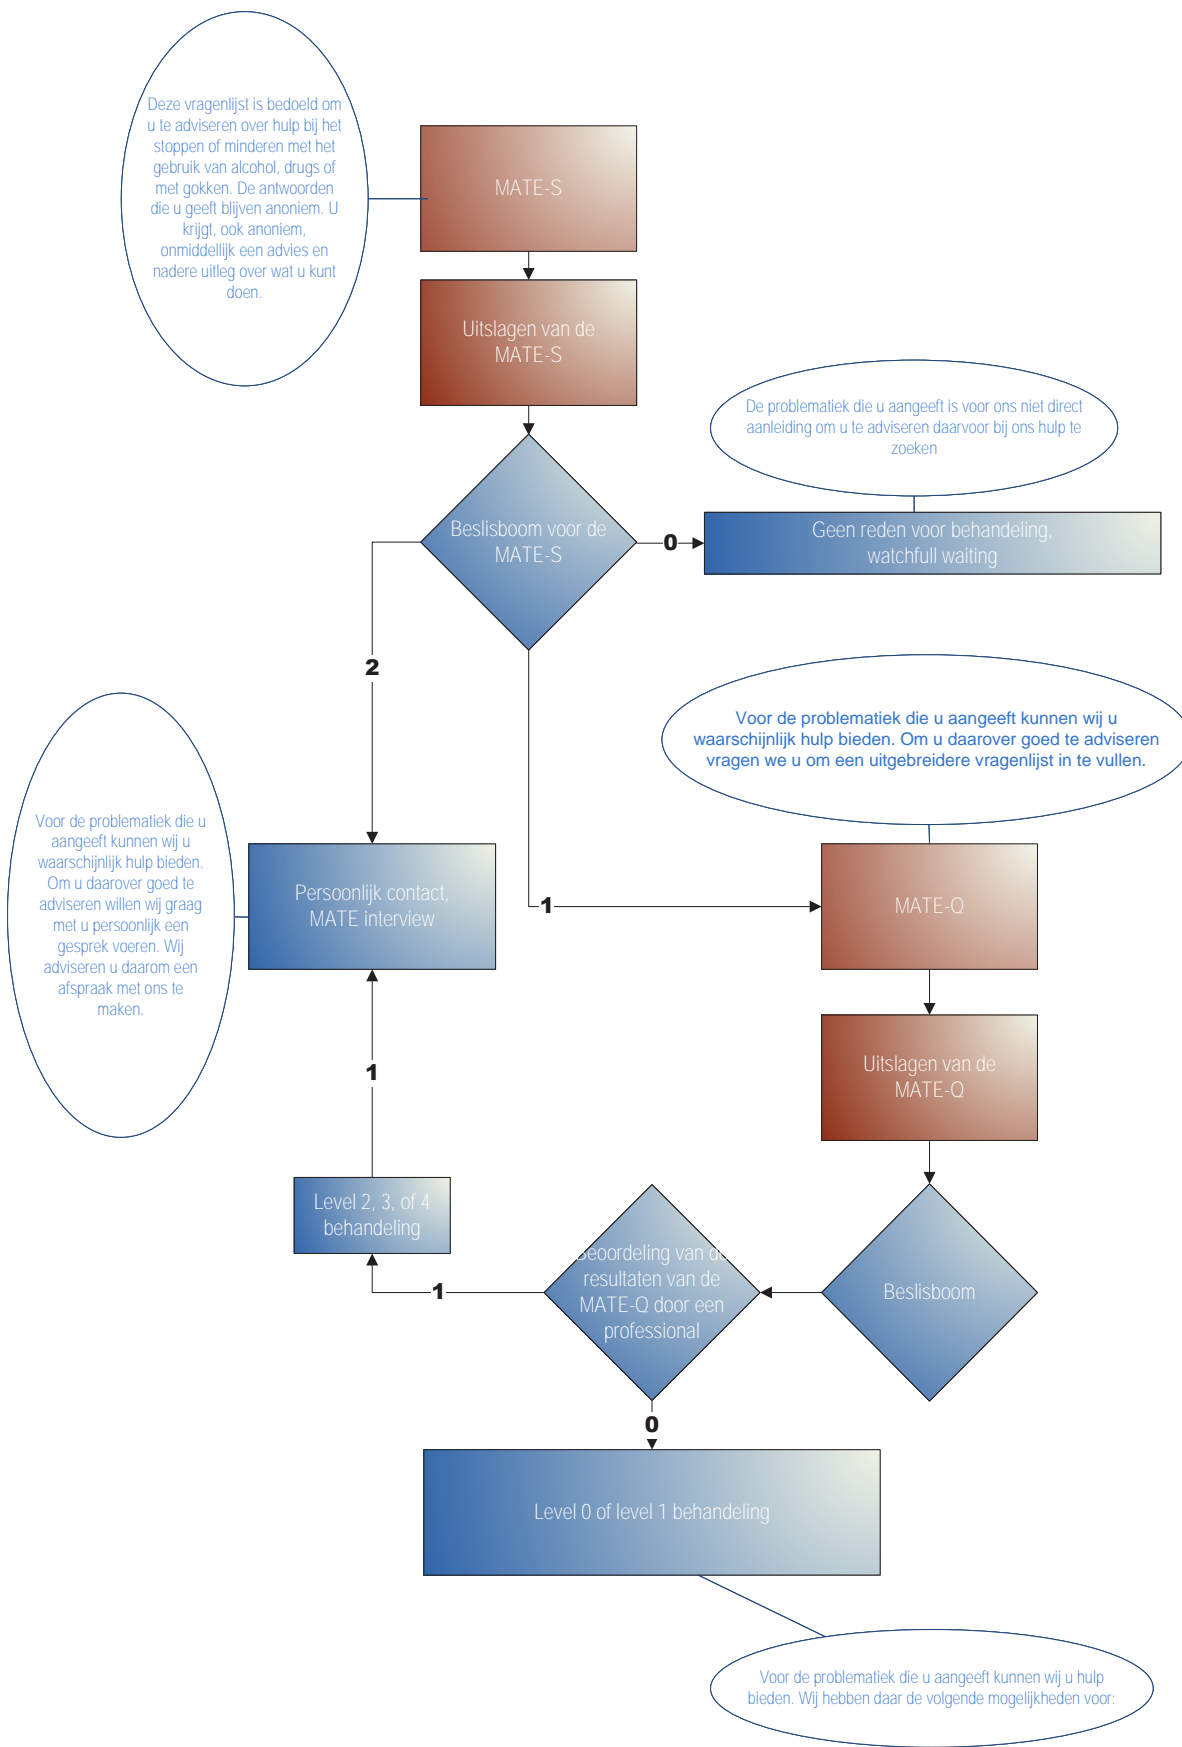 Deze vragenlijst is bedoeld om
u te adviseren over hulp bij het
stoppen of minderen met het
gebruik van alcohol, drugs of
met gokken. De antwoorden
die u geeft blijven anoniem. U
krijgt, ook anoniem,
onmiddellijk een advies en
nadere uitleg over wat u kunt
doen.
MATE-S
Uitslagen van de
MATE-S
De problematiek die u aangeeft is voor ons niet direct
aanleiding om u te adviseren daarvoor bij ons hulp te
zoeken
Beslisboom voor de
MATE-S
0
Geen reden voor behandeling,
watchfull waiting
2
Voor de problematiek die u aangeeft kunnen wij u
waarschijnlijk hulp bieden. Om u daarover goed te adviseren
vragen we u om een uitgebreidere vragenlijst in te vullen.
Voor de problematiek die u
aangeeft kunnen wij u
waarschijnlijk hulp bieden.
Om u daarover goed te
adviseren willen wij graag
met u persoonlijk een
gesprek voeren. Wij
adviseren u daarom een
afspraak met ons te
maken.
Persoonlijk contact,
MATE interview
1
MATE-Q
Uitslagen van de
MATE-Q
1
Level 2, 3, of 4
behandeling
1
Beoordeling van de
resultaten van de
MATE-Q door een
professional
Beslisboom
0
Level 0 of level 1 behandeling
Voor de problematiek die u aangeeft kunnen wij u hulp
bieden. Wij hebben daar de volgende mogelijkheden voor: